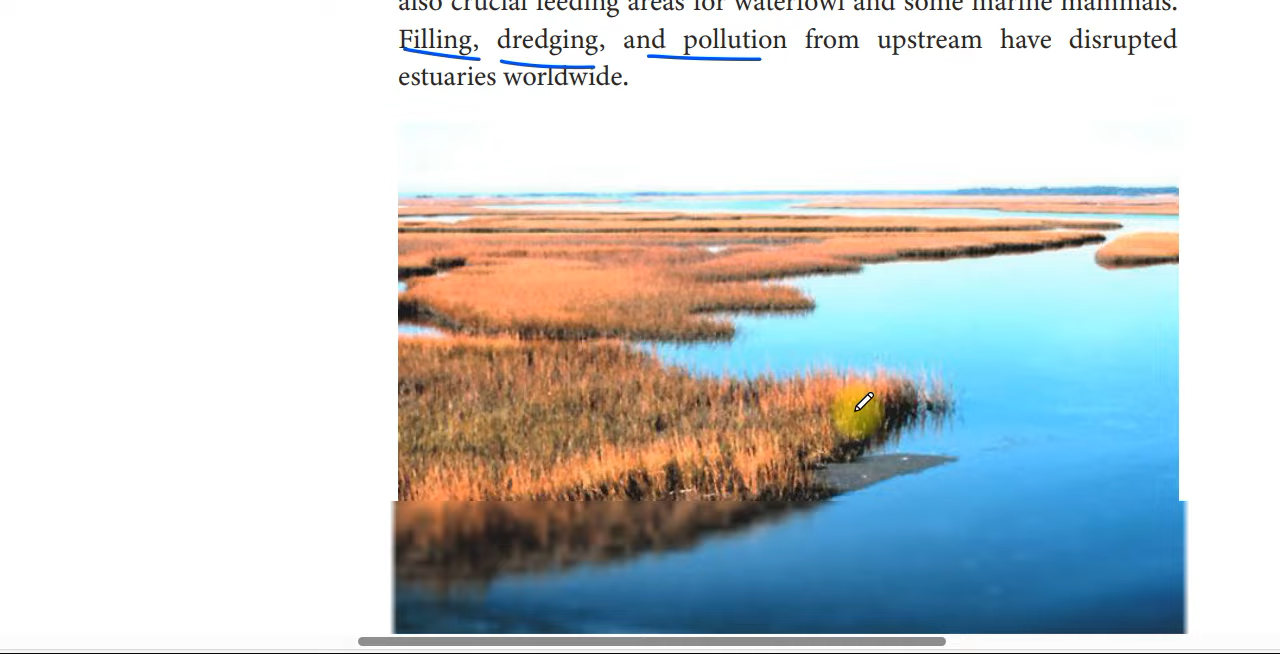 also crucial feeding areas for waterfowl and some marine mammals.
Filling, dredging, and pollution from upstream have disrupted
estuaries worldwide.